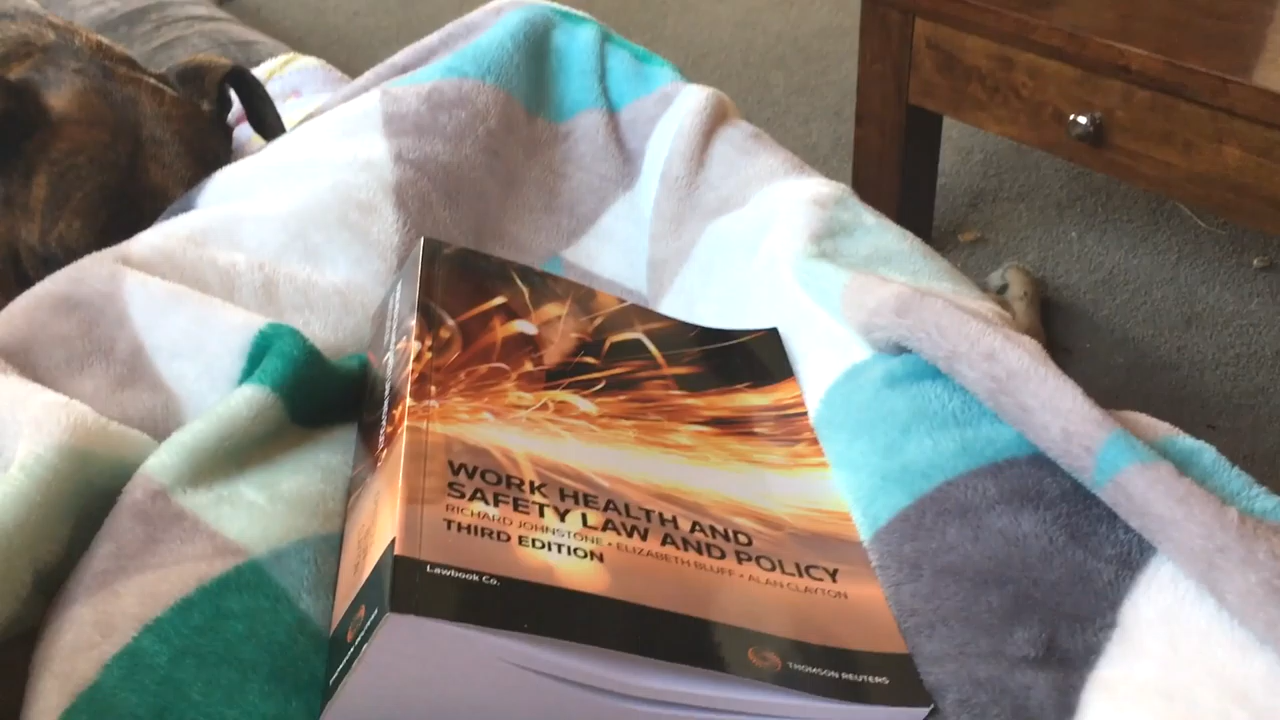 WORK HEALTH AND
SAFETY LAW AND POLICY
RICHARD JOHNSTONE • ELIZABETH BLUFF • ALAN CLAYTON
THIRD EDITION
Lawbook Co.
THOMSON REUTERS